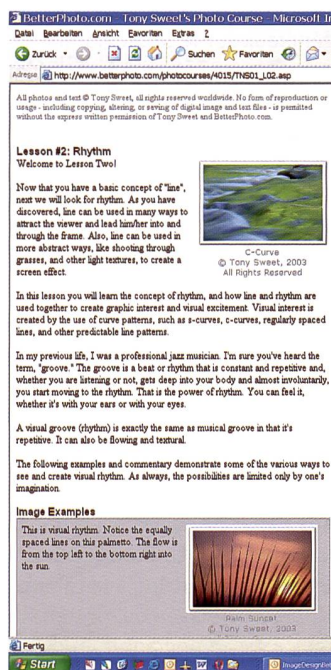 BetterPhoto.com - Tony Sweet's Photo Course - Microsoft In
Datei Bearbeiten Ansicht Favoriten Extras ?
Zurück Suchen Favoriten
Adresse http://www.betterphoto.com/photocourses/4015/TNS01_L02.asp
All photos and text © Tony Sweet, all rights reserved worldwide. No form of reproduction or
usage - including copying, altering, or saving of digital image and text files - is permitted
without the express written permission of Tony Sweet and BetterPhoto.com.
Lesson #2: Rhythm
Welcome to Lesson Two!
Now that you have a basic concept of "line",
next we will look for rhythm. As you have
discovered, line can be used in many ways to
attract the viewer and lead him/her into and
through the frame. Also, line can be used in
more abstract ways, like shooting through
grasses, and other light textures, to create a
screen effect.
C-Curve
© Tony Sweet, 2003
All Rights Reserved
In this lesson you will learn the concept of rhythm, and how line and rhythm are
used together to create graphic interest and visual excitement. Visual interest is
created by the use of curve patterns, such as s-curves, c-curves, regularly spaced
lines, and other predictable line patterns.
In my previous life, I was a professional jazz musician. I'm sure you've heard the
term, "groove." The groove is a beat or rhythm that is constant and repetitive and,
whether you are listening or not, gets deep into your body and almost involuntarily,
you start moving to the rhythm. That is the power of rhythm. You can feel it,
whether it's with your ears or with your eyes.
A visual groove (rhythm) is exactly the same as musical groove in that it's
repetitive. It can also be flowing and textural.
The following examples and commentary demonstrate some of the various ways to
see and create visual rhythm. As always, the possibilities are limited only by one's
imagination.
Image Examples
This is visual rhythm. Notice the equally
spaced lines on this palmetto. The flow is
from the top left to the bottom right into
the sun.
Palm Sunset
© Tony Sweet, 2003
Fertig
Start